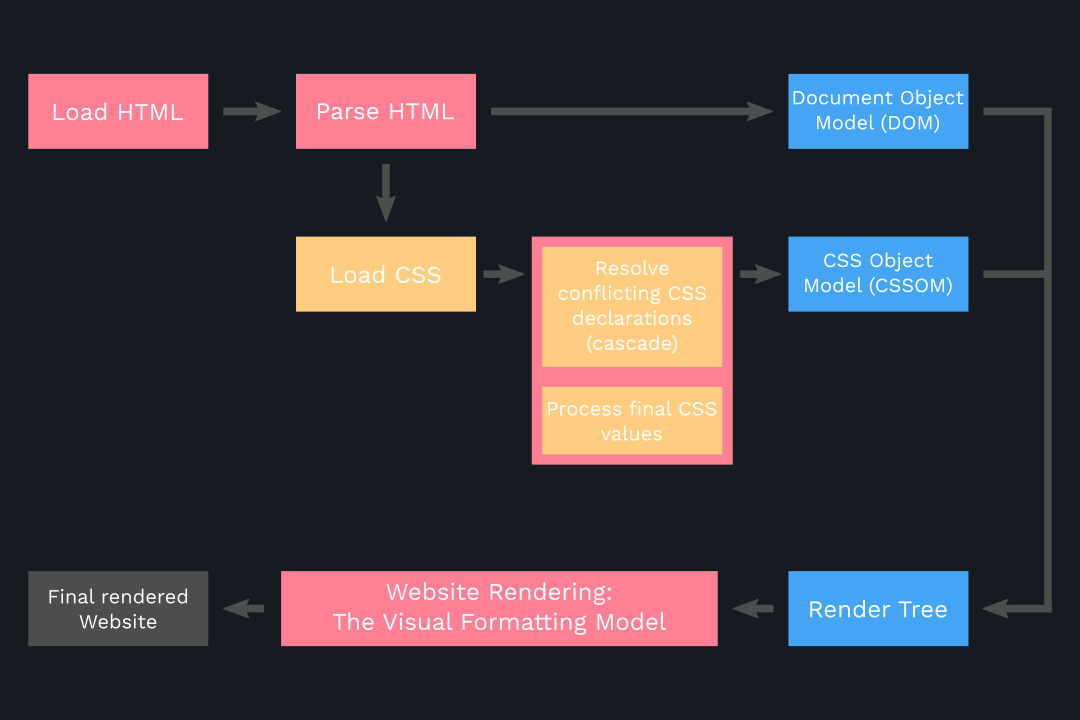 Load HTML
Parse HTML
Document Object
Model (DOM)
Load CSS
Resolve
conflicting CSS
declarations
(cascade)
Process final CSS
values
CSS Object
Model (CSSOM)
Final rendered
Website
Website Rendering:
The Visual Formatting Model
Render Tree